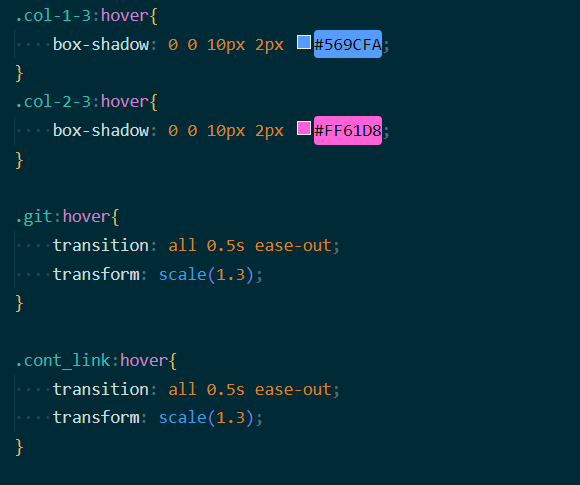 .col-1-3:hover{
    box-shadow: 0 0 10px 2px #569CFA;
}
.col-2-3:hover{
    box-shadow: 0 0 10px 2px #FF61D8;
}
.git:hover{
    transition: all 0.5s ease-out;
    transform: scale(1.3);
}
.cont_link:hover{
    transition: all 0.5s ease-out;
    transform: scale(1.3);
}